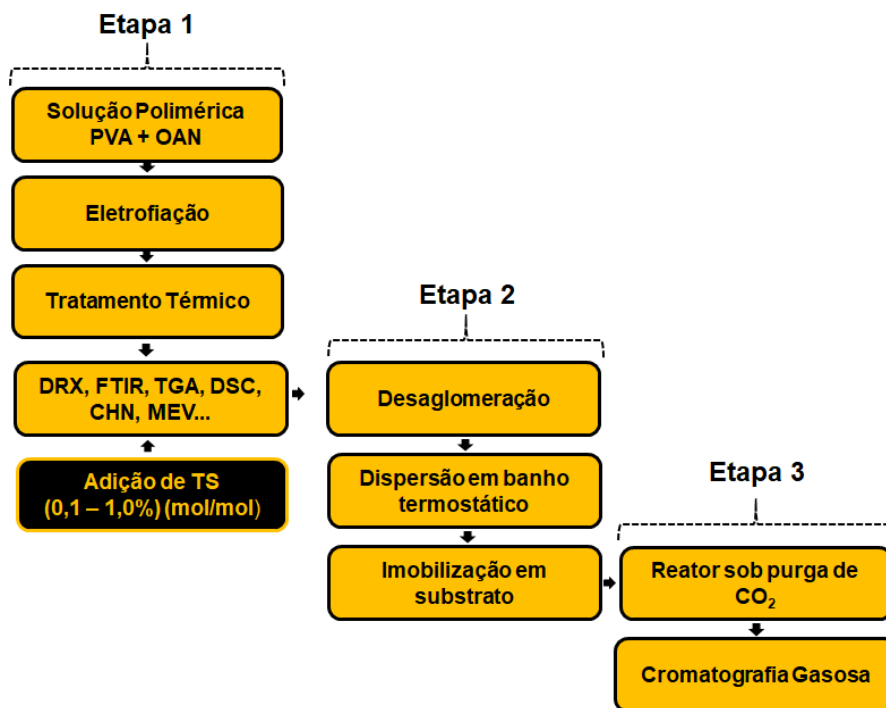 Etapa 1
Solução Polimérica
PVA + OAN
Eletrofiação
Tratamento Térmico
DRX, FTIR, TGA, DSC,
CHN, MEV...
Adição de TS
(0,1 – 1,0%) (mol/mol)
Etapa 2
Desaglomeração
Dispersão em banho
termostático
Imobilização em
substrato
Etapa 3
Reator sob purga de
CO₂
Cromatografia Gasosa